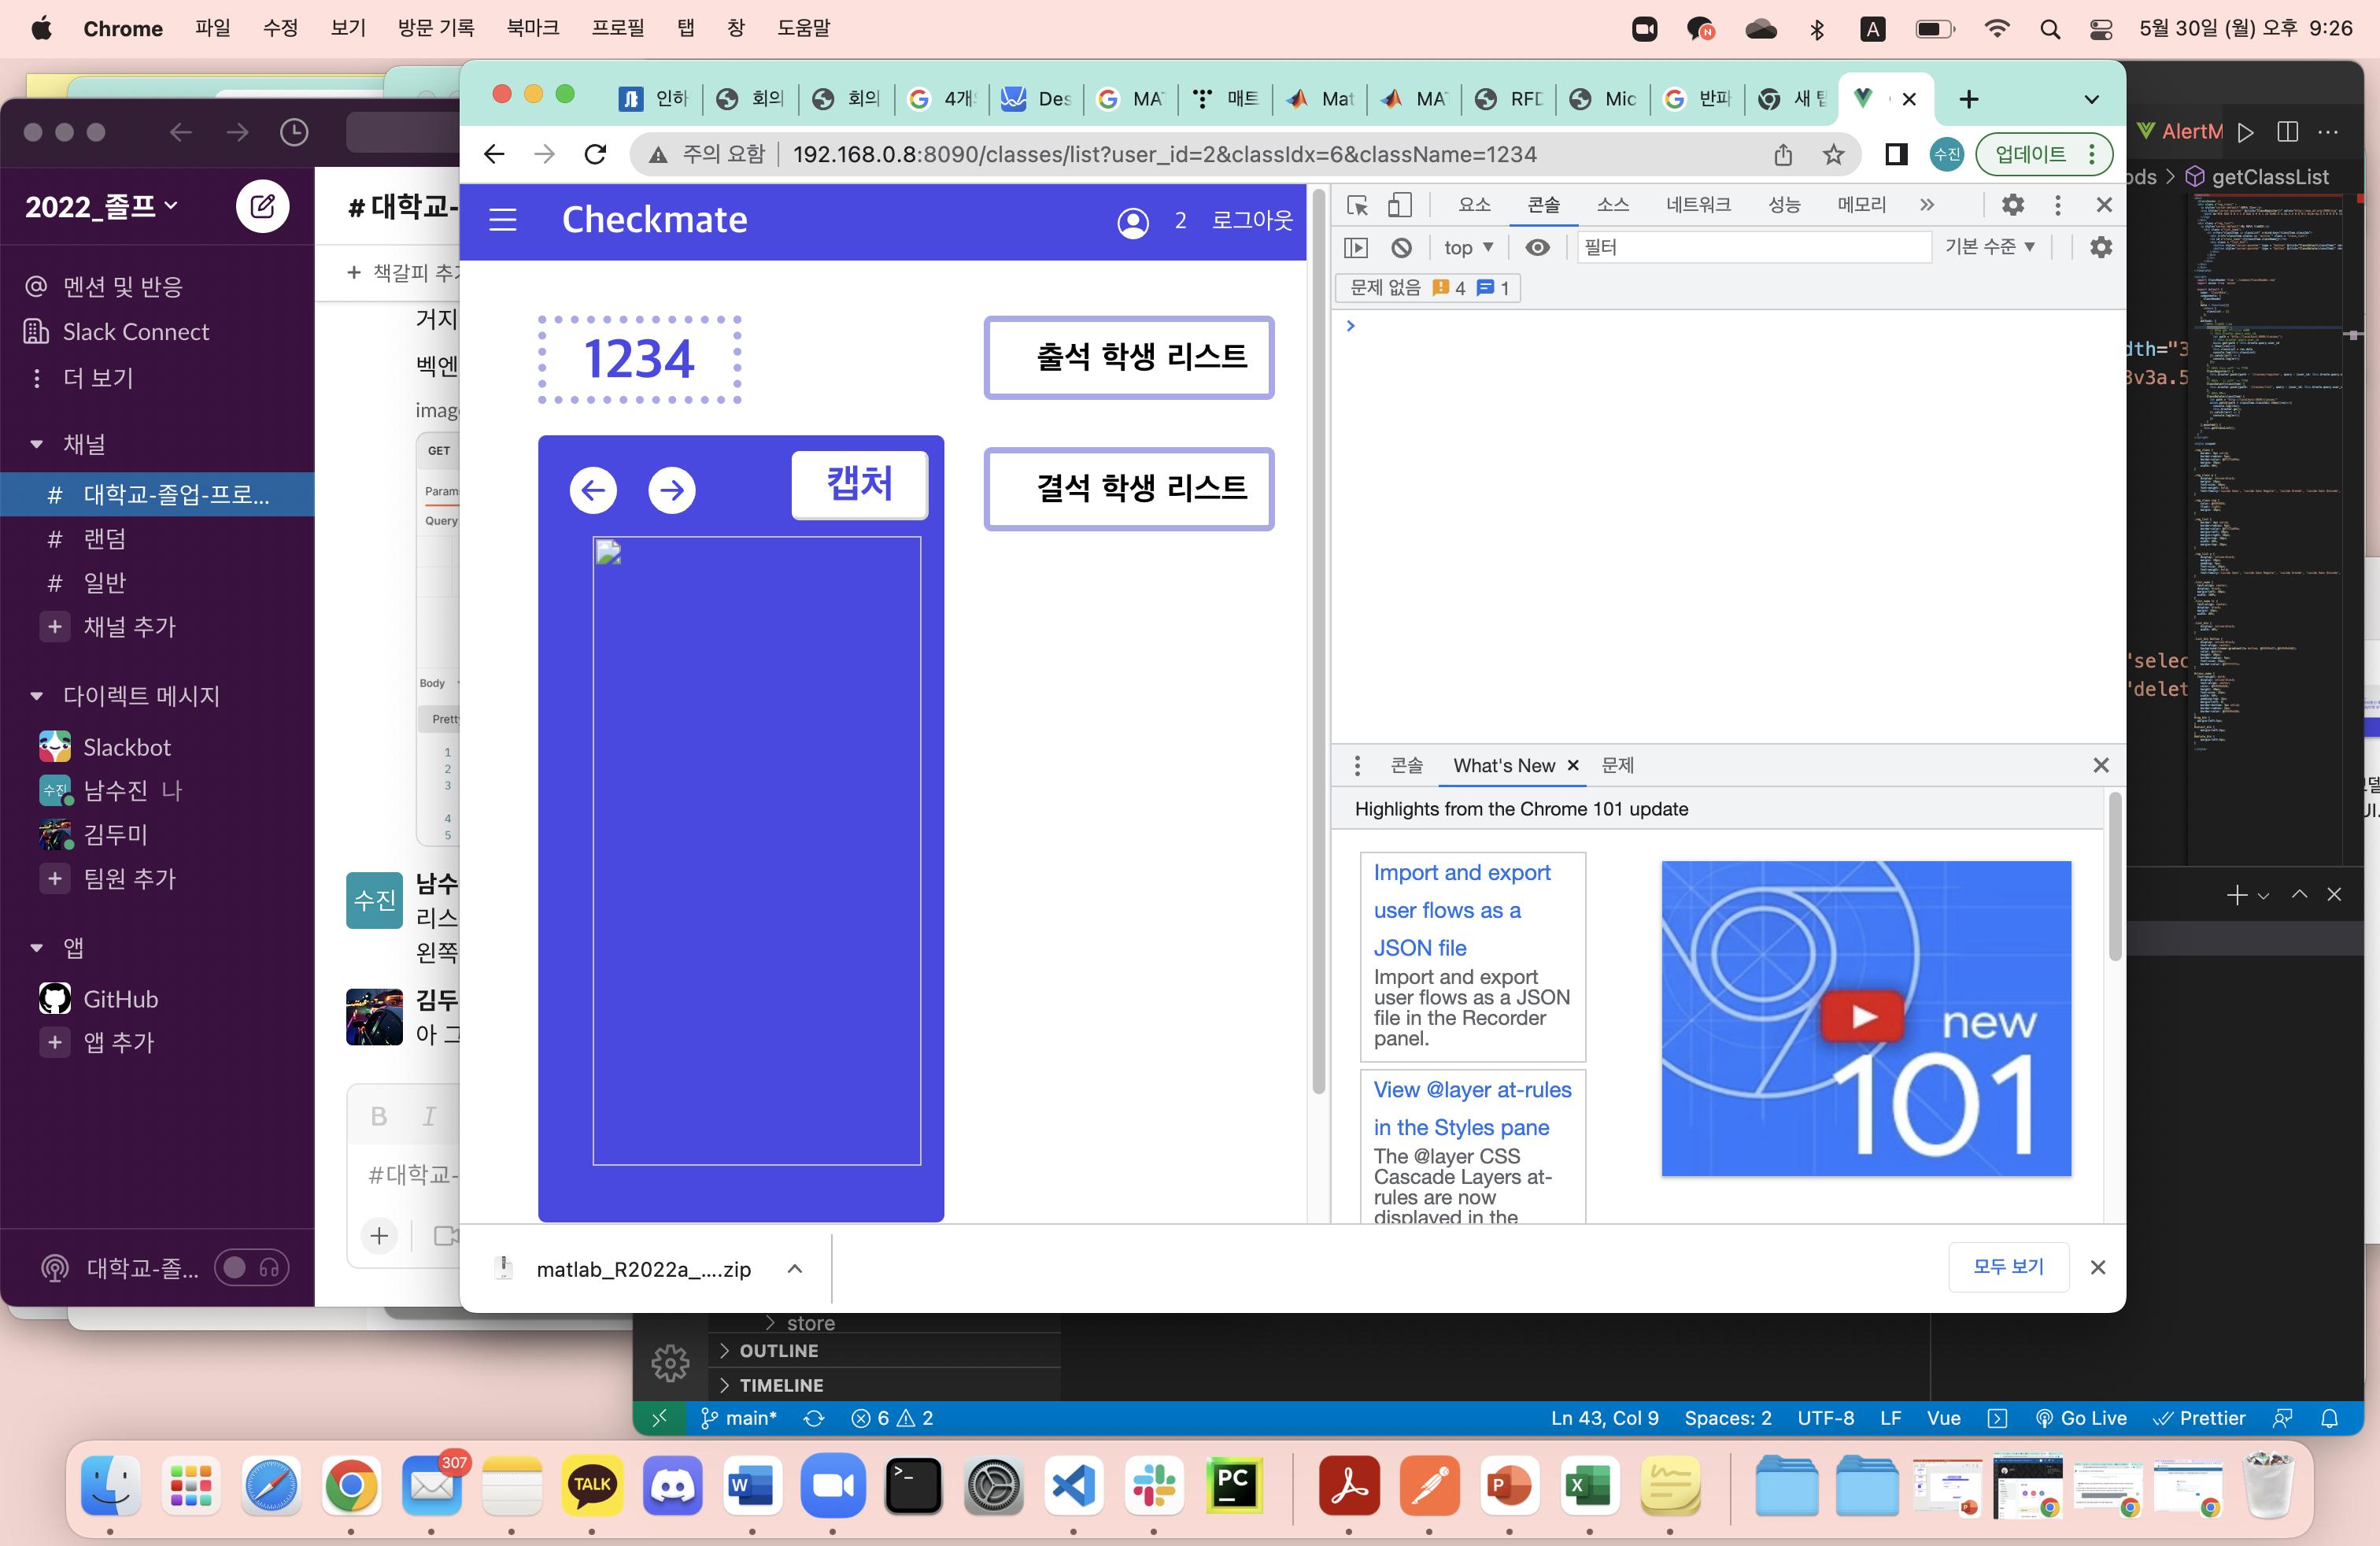 Chrome 파일 수정 보기 방문 기록 북마크 프로필 탭 창 도움말
A 5월 30일 (월) 오후 9:26
인하 회의 회의 4개 Des MA 매트 Mat MA RFD Mic 반파 새 탭
주의 요함 192.168.0.8:8090/classes/list?user_id=2&classIdx=6&className=1234
수진 업데이트
2022_졸프
멘션 및 반응
Slack Connect
더 보기
채널
# 대학교-졸업-프로...
# 랜덤
# 일반
+ 채널 추가
다이렉트 메시지
Slackbot
수진 남수진 나
김두미
+ 팀원 추가
앱
GitHub
+ 앱 추가
대학교-졸...
# 대학교-
+ 책갈피 추가
거지
벡엔
imag
GET
Param
Query
Body
Prett
1
2
3
4
5
수진 남수
리스
왼쪽
김두
아 그
B I
#대학교-
+
Checkmate
2 로그아웃
1234
출석 학생 리스트
캡처
결석 학생 리스트
요소 콘솔 소스 네트워크 성능 메모리 »
top ▼ 필터 기본 수준 ▼
문제 없음 4 1
콘솔 What's New 문제
Highlights from the Chrome 101 update
Import and export
user flows as a
JSON file
Import and export
user flows as a JSON
file in the Recorder
panel.
View @layer at-rules
in the Styles pane
The @layer CSS
Cascade Layers at-
rules are now
displayed in the
new
101
matlab_R2022a_....zip
모두 보기
AlertM
ods > getClassList
dth="3
3v3a.5
'selec
'delet
store
OUTLINE
TIMELINE
main* 6 2
Ln 43, Col 9 Spaces: 2 UTF-8 LF Vue Go Live Prettier
307
TALK
W
PC
P
X